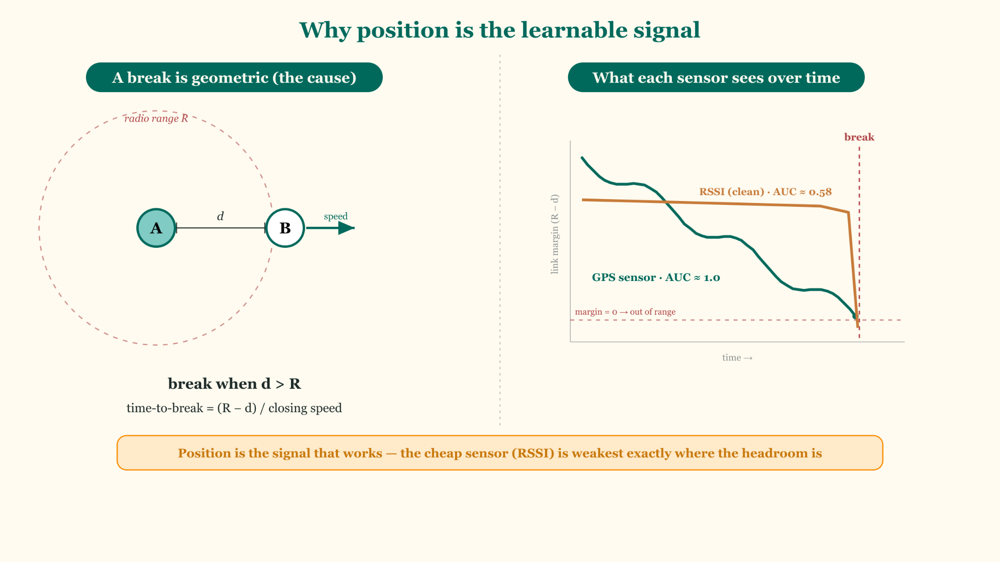 Why position is the learnable signal
A break is geometric (the cause)
radio range R
A
d
B
speed
break when d > R
time-to-break = (R − d) / closing speed
What each sensor sees over time
break
RSSI (clean) · AUC ≈ 0.58
link margin (R − d)
GPS sensor · AUC ≈ 1.0
margin = 0 → out of range
time →
Position is the signal that works — the cheap sensor (RSSI) is weakest exactly where the headroom is